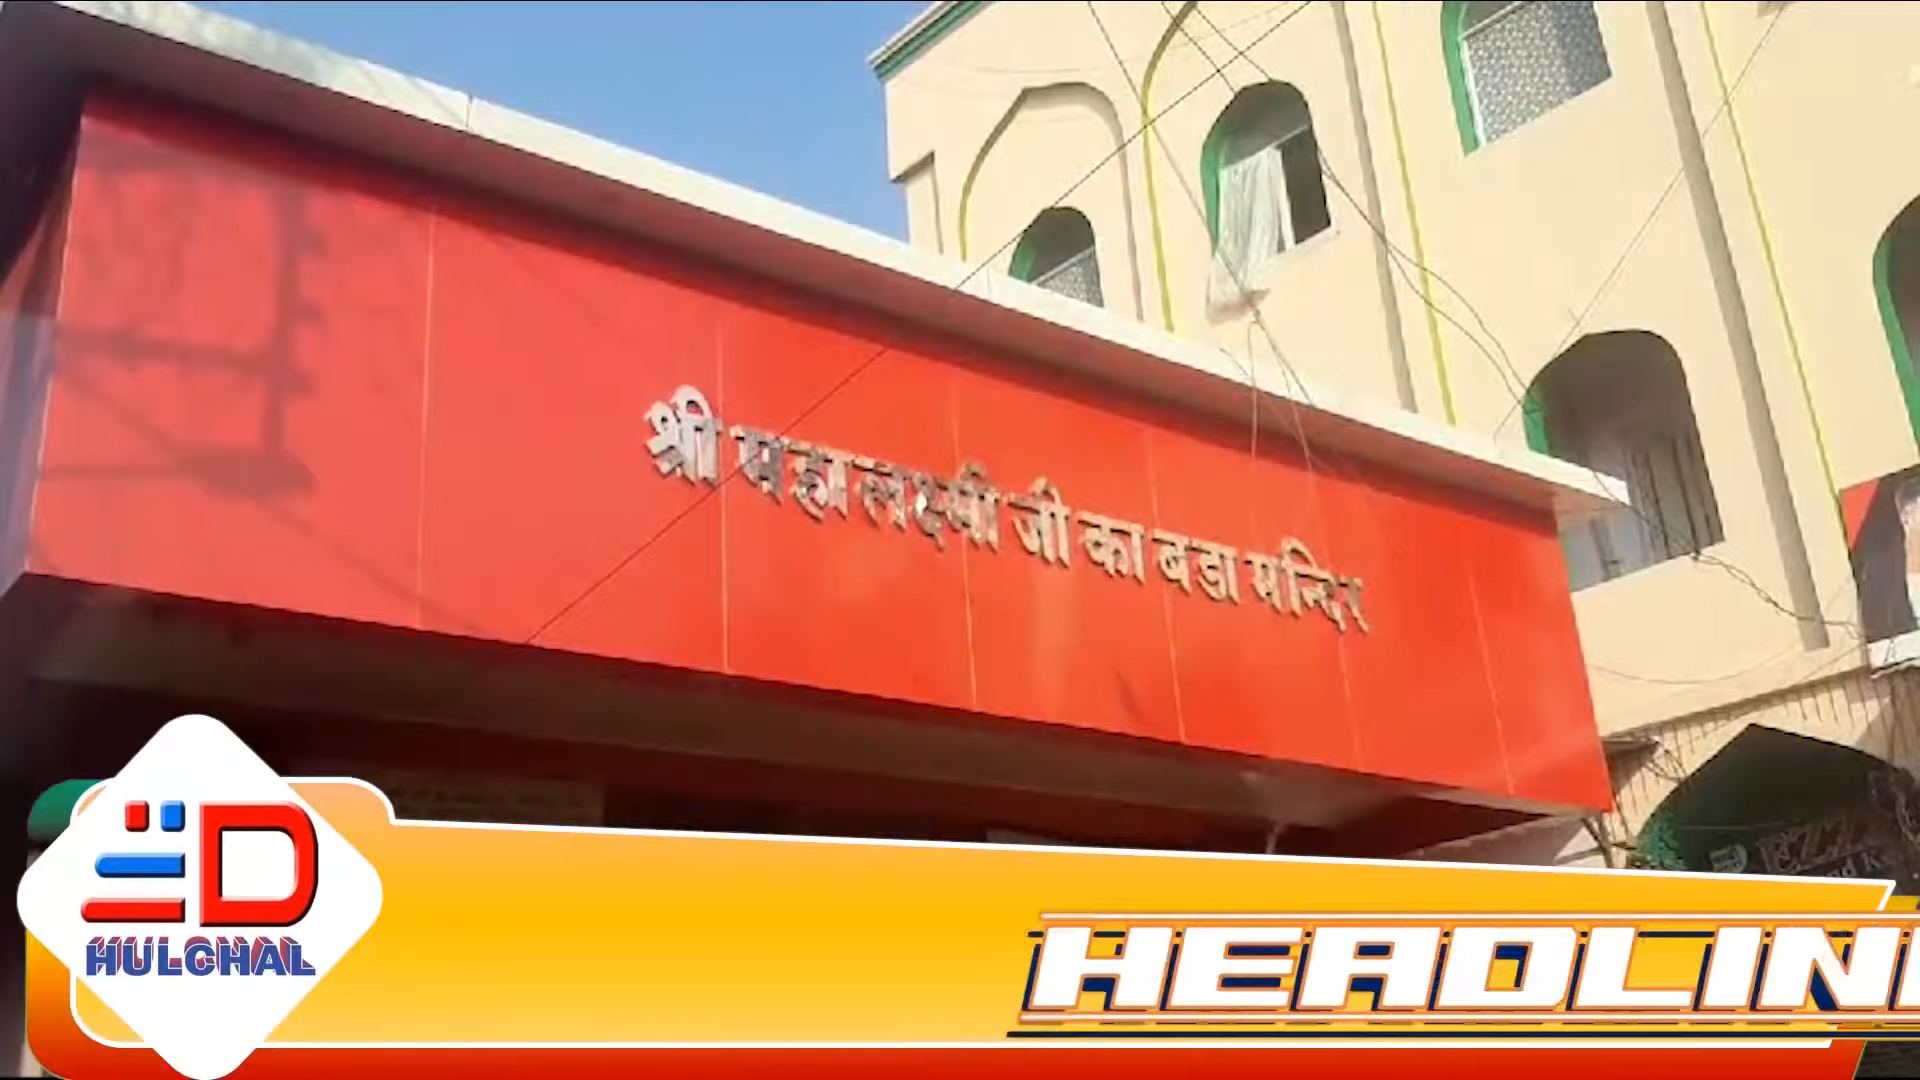 श्री महालक्ष्मी जी का बडा मन्दिर
D
HULCHAL
HEADLIN